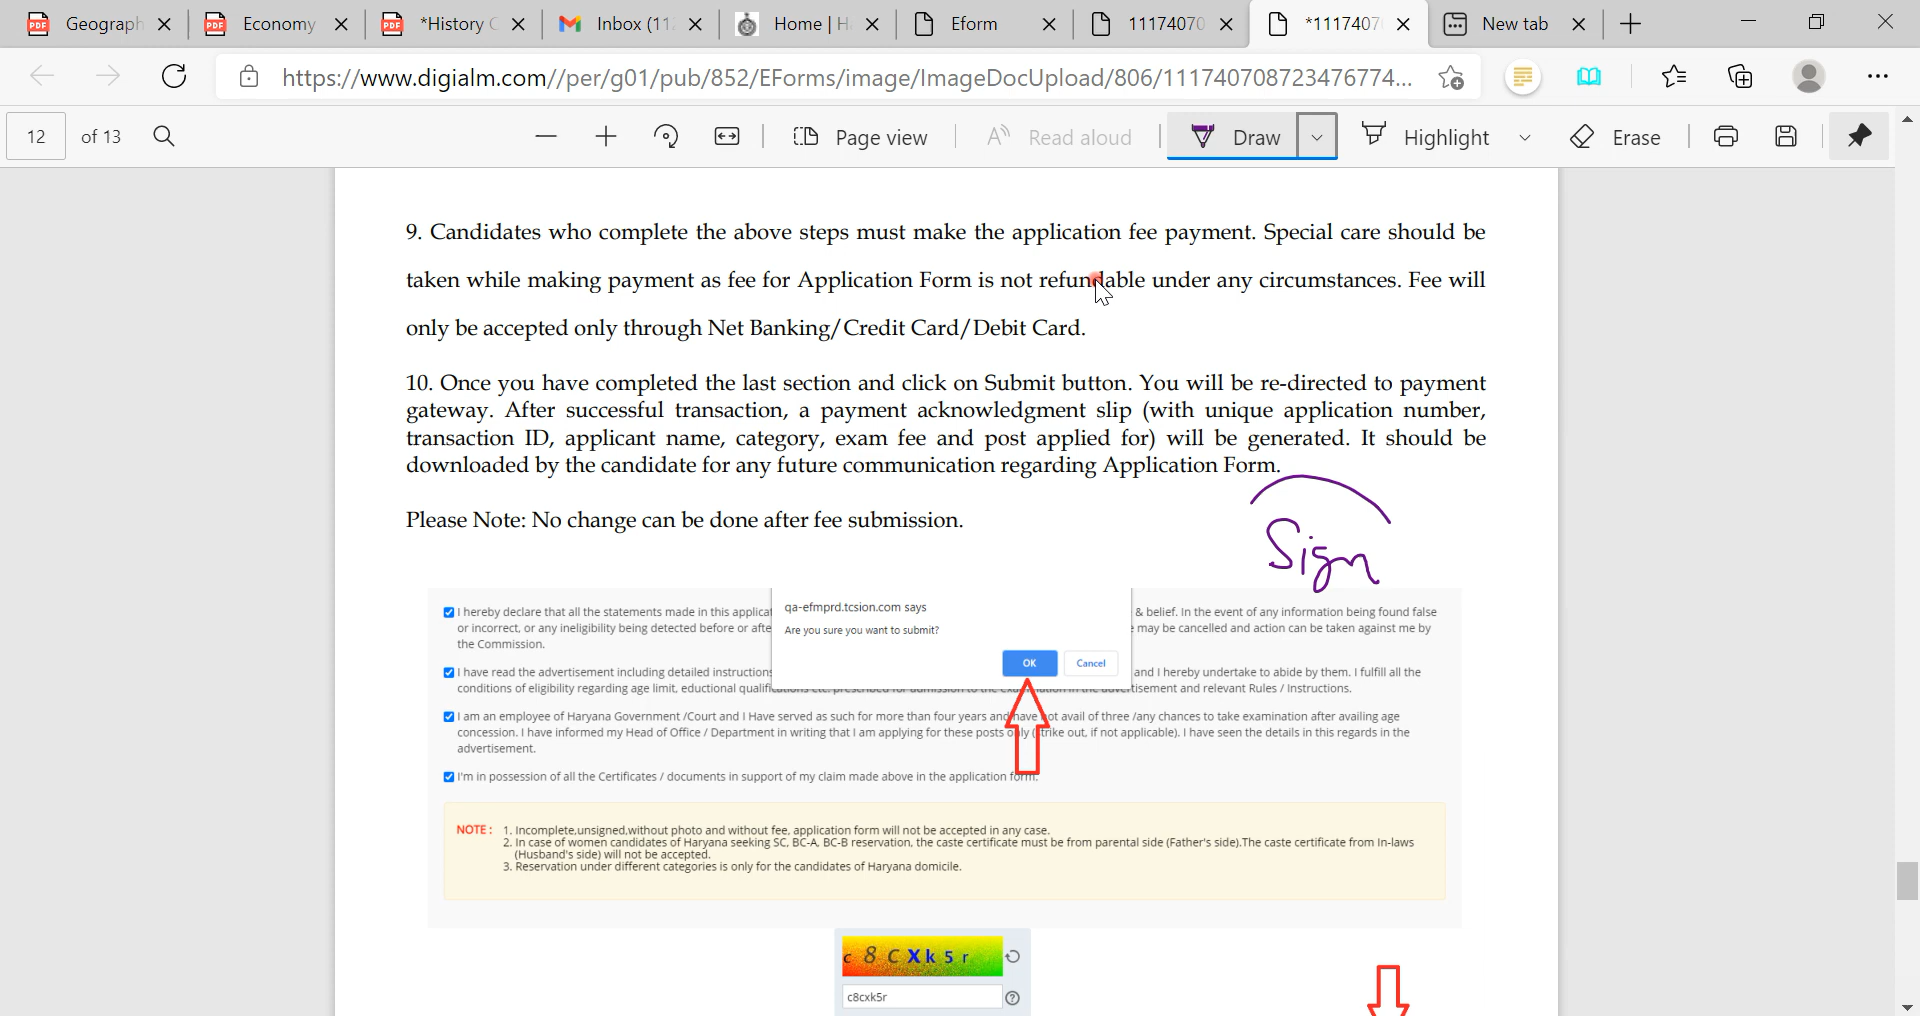 Geograph
Economy
*History C
Inbox (11
Home | H
Eform
11174070
*1117407
New tab
https://www.digialm.com//per/g01/pub/852/EForms/image/ImageDocUpload/806/111740708723476774...
12 of 13
Page view
Read aloud
Draw
Highlight
Erase
9. Candidates who complete the above steps must make the application fee payment. Special care should be
taken while making payment as fee for Application Form is not refundable under any circumstances. Fee will
only be accepted only through Net Banking/Credit Card/Debit Card.
10. Once you have completed the last section and click on Submit button. You will be re-directed to payment
gateway. After successful transaction, a payment acknowledgment slip (with unique application number,
transaction ID, applicant name, category, exam fee and post applied for) will be generated. It should be
downloaded by the candidate for any future communication regarding Application Form.
Please Note: No change can be done after fee submission.
Sign
qa-efmprd.tcsion.com says
Are you sure you want to submit?
OK
Cancel
I hereby declare that all the statements made in this applicat & belief. In the event of any information being found false
or incorrect, or any ineligibility being detected before or afte may be cancelled and action can be taken against me by
the Commission.
I have read the advertisement including detailed instructions and I hereby undertake to abide by them. I fulfill all the
conditions of eligibility regarding age limit, eductional qualifications etc. prescribed for admission to the examination in the advertisement and relevant Rules / Instructions.
I am an employee of Haryana Government /Court and I Have served as such for more than four years and have not avail of three /any chances to take examination after availing age
concession. I have informed my Head of Office / Department in writing that I am applying for these posts only (strike out, if not applicable). I have seen the details in this regards in the
advertisement.
I'm in possession of all the Certificates / documents in support of my claim made above in the application form.
NOTE : 1. Incomplete,unsigned,without photo and without fee, application form will not be accepted in any case.
2. In case of women candidates of Haryana seeking SC, BC-A, BC-B reservation, the caste certificate must be from parental side (Father's side).The caste certificate from In-laws
(Husband's side) will not be accepted.
3. Reservation under different categories is only for the candidates of Haryana domicile.
c 8 C X k 5 r
c8cxk5r